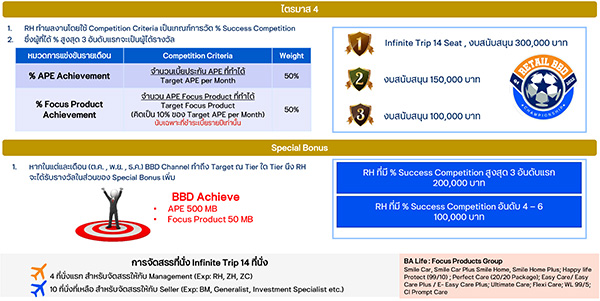 ไตรมาส 4
1. RH ทำผลงานโดยใช้ Competition Criteria เป็นเกณฑ์การวัด % Success Competition
2. ซึ่งผู้ที่ได้ % สูงสุด 3 อันดับแรกจะเป็นผู้ได้รางวัล
หมวดการแข่งขันรายเดือน Competition Criteria Weight
% APE Achievement
จำนวนเบี้ยประกัน APE ที่ทำได้
Target APE per Month
50%
% Focus Product
Achievement
จำนวน APE Focus Product ที่ทำได้
Target Focus Product
(คิดเป็น 10% ของ Target APE per Month)
นับเฉพาะที่ชำระเบี้ยรายปีเท่านั้น
50%
1 Infinite Trip 14 Seat , งบสนับสนุน 300,000 บาท
2 งบสนับสนุน 150,000 บาท
3 งบสนับสนุน 100,000 บาท
RETAIL BBD
CHAMPIONSHIP
Special Bonus
1. หากในแต่ละเดือน (ต.ค. , พ.ย. , ธ.ค.) BBD Channel ทำถึง Target ณ Tier ใด Tier นึง RH
จะได้รับรางวัลในส่วนของ Special Bonus เพิ่ม
BBD Achieve
• APE 500 MB
• Focus Product 50 MB
RH ที่มี % Success Competition สูงสุด 3 อันดับแรก
200,000 บาท
RH ที่มี % Success Competition อันดับ 4 – 6
100,000 บาท
การจัดสรรที่นั่ง Infinite Trip 14 ที่นั่ง
4 ที่นั่งแรก สำหรับจัดสรรให้กับ Management (Exp: RH, ZH, ZC)
10 ที่นั่งที่เหลือ สำหรับจัดสรรให้กับ Seller (Exp: BM, Generalist, Investment Specialist etc.)
BA Life : Focus Products Group
Smile Car, Smile Car Plus Smile Home, Smile Home Plus; Happy life
Protect (99/10) ; Perfect Care (20/20 Package); Easy Care/ Easy
Care Plus / E- Easy Care Plus; Ultimate Care; Flexi Care; WL 99/5;
CI Prompt Care